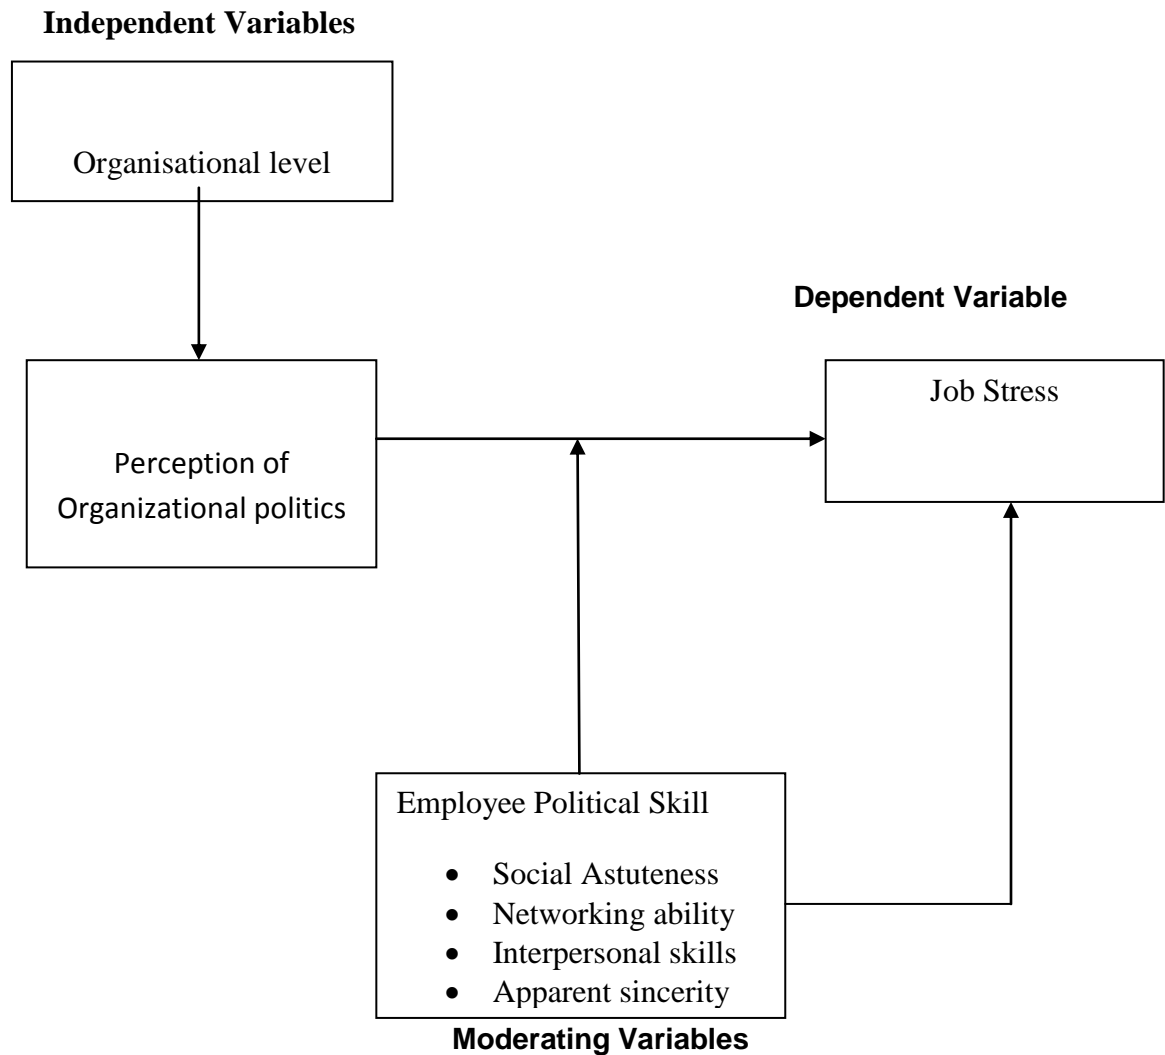 Independent Variables
Organisational level
Dependent Variable
Job Stress
Perception of
Organizational politics
Employee Political Skill
• Social Astuteness
• Networking ability
• Interpersonal skills
• Apparent sincerity
Moderating Variables